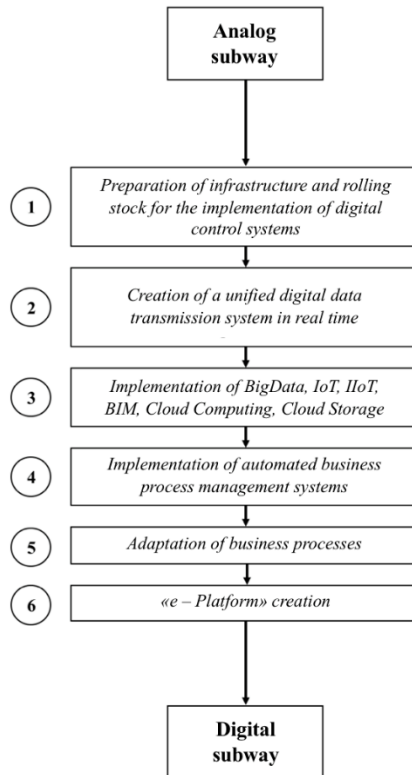 Analog
subway
1
Preparation of infrastructure and rolling
stock for the implementation of digital
control systems
2
Creation of a unified digital data
transmission system in real time
3
Implementation of BigData, IoT, IIoT,
BIM, Cloud Computing, Cloud Storage
4
Implementation of automated business
process management systems
5
Adaptation of business processes
6
«e – Platform» creation
Digital
subway